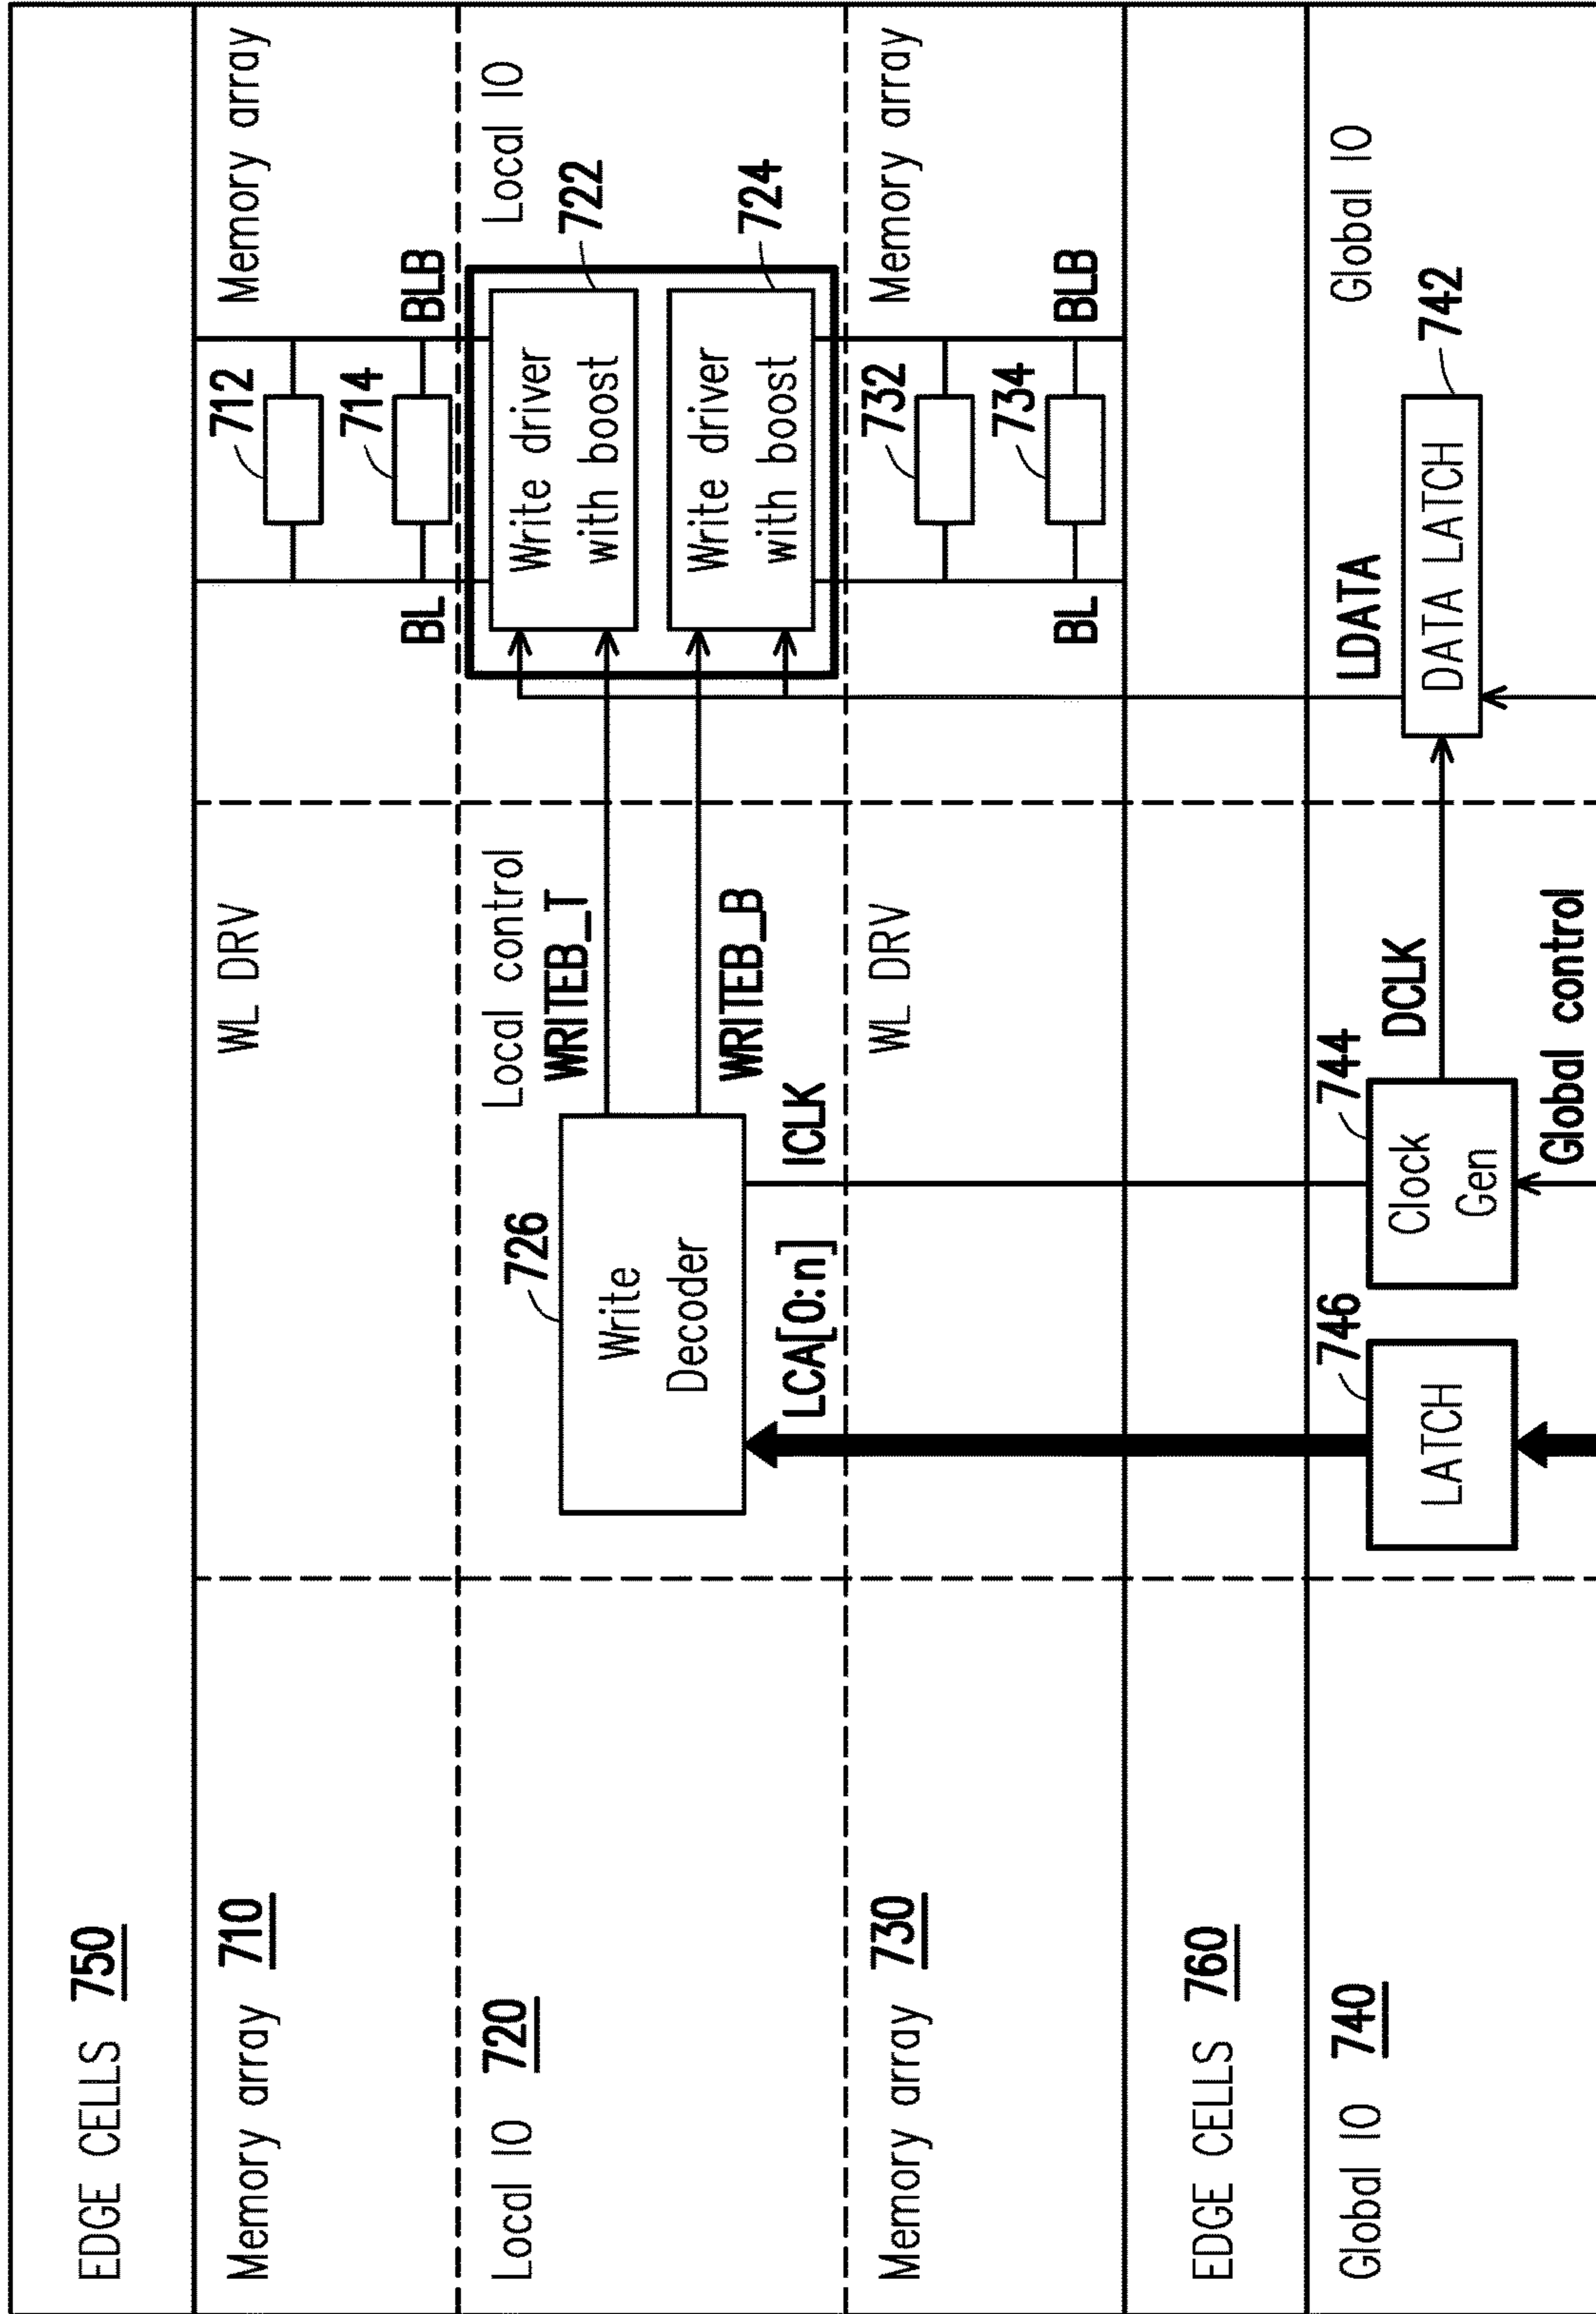 EDGE CELLS 750
Memory array 710
WL DRV
712
714
BL
BLB
Memory array
Local IO 720
726
Write
Decoder
Local control
WRITEB_T
WRITEB_B
ICLK
LCA[0:n]
Write driver
with boost
722
Write driver
with boost
724
Local IO
Memory array 730
WL DRV
732
734
BL
BLB
Memory array
EDGE CELLS 760
Global IO 740
746
LATCH
744
Clock
Gen
DCLK
Global control
LDATA
DATA LATCH
742
Global IO